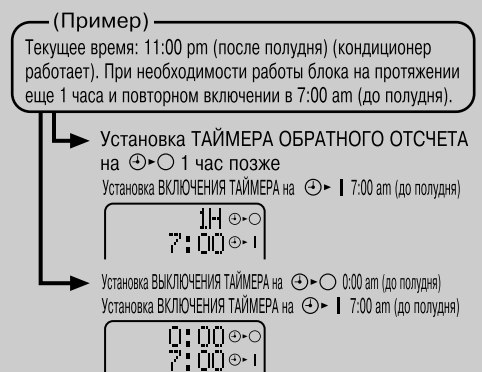 (Пример)
Текущее время: 11:00 pm (после полудня) (кондиционер
работает). При необходимости работы блока на протяжении
еще 1 часа и повторном включении в 7:00 am (до полудня).
Установка ТАЙМЕРА ОБРАТНОГО ОТСЧЕТА
на 1 час позже
Установка ВКЛЮЧЕНИЯ ТАЙМЕРА на 7:00 am (до полудня)
1H
7:00
Установка ВЫКЛЮЧЕНИЯ ТАЙМЕРА на 0:00 am (до полудня)
Установка ВКЛЮЧЕНИЯ ТАЙМЕРА на 7:00 am (до полудня)
0:00
7:00